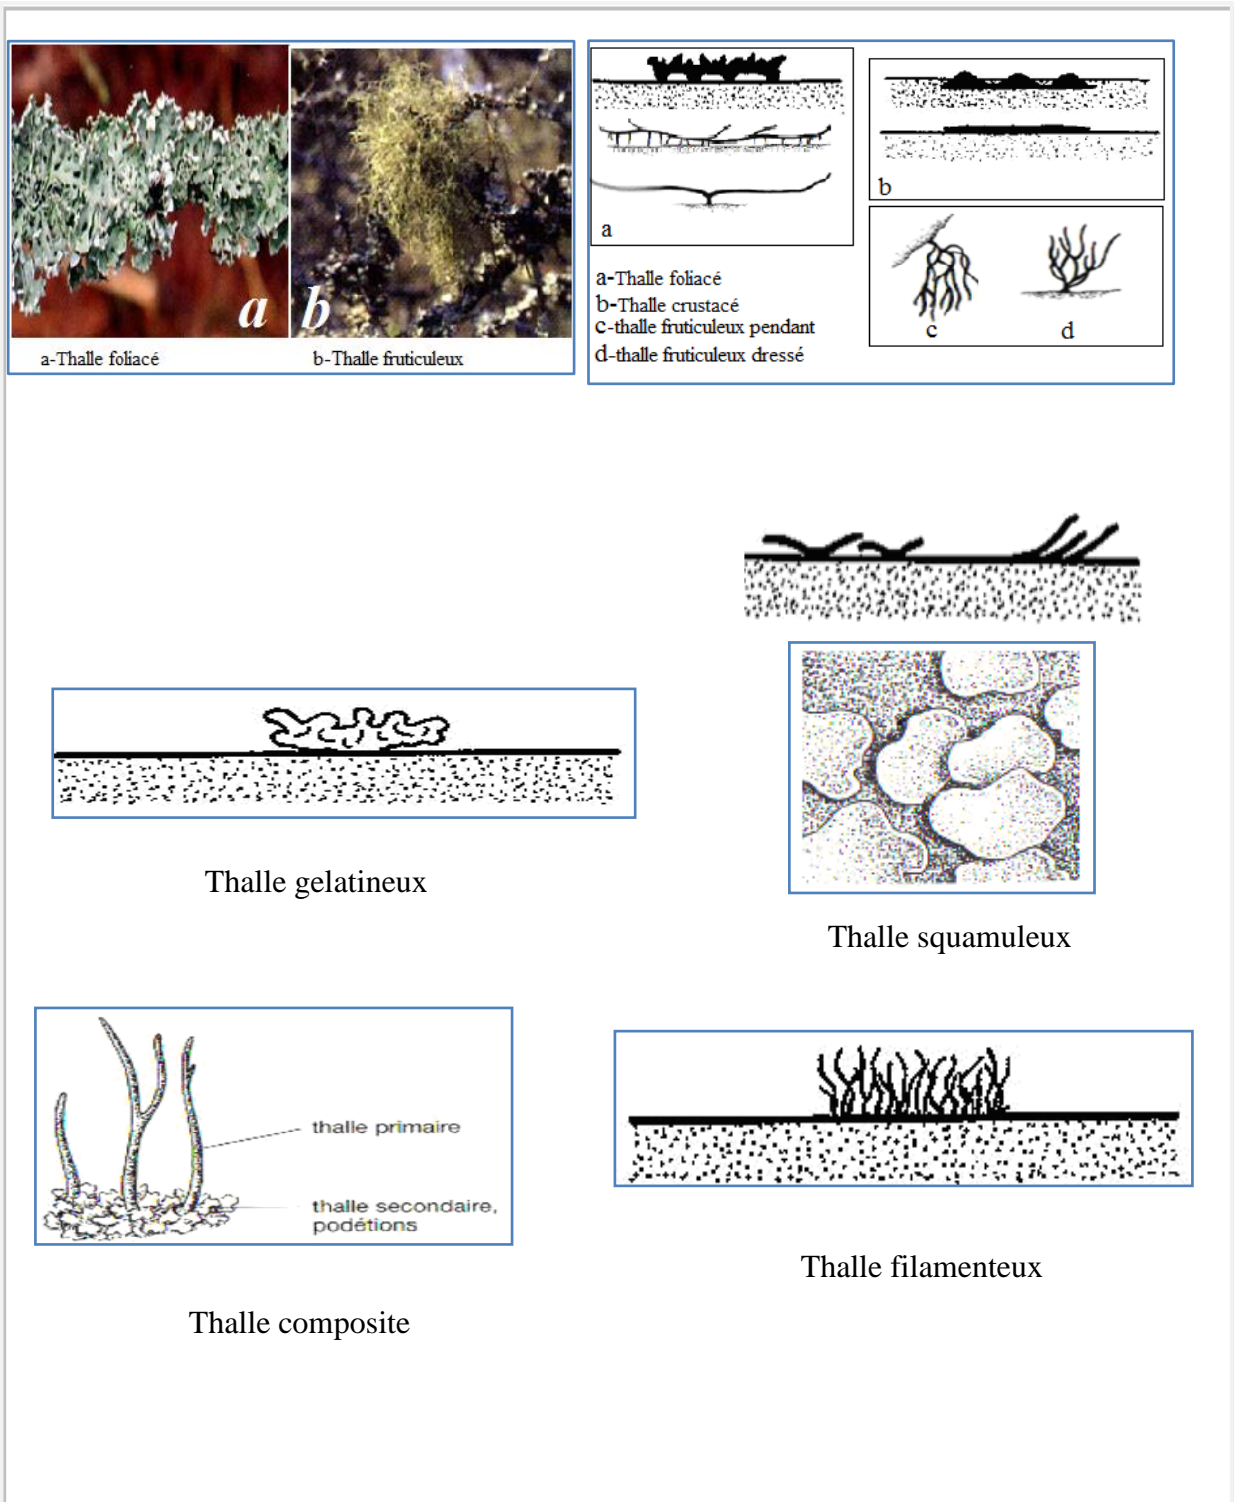 a
b
a-Thalle foliacé
b-Thalle fruticuleux
a
b
c
d
a-Thalle foliacé
b-Thalle crustacé
c-thalle fruticuleux pendant
d-thalle fruticuleux dressé
Thalle gelatineux
Thalle squamuleux
thalle primaire
thalle secondaire,
podétions
Thalle composite
Thalle filamenteux